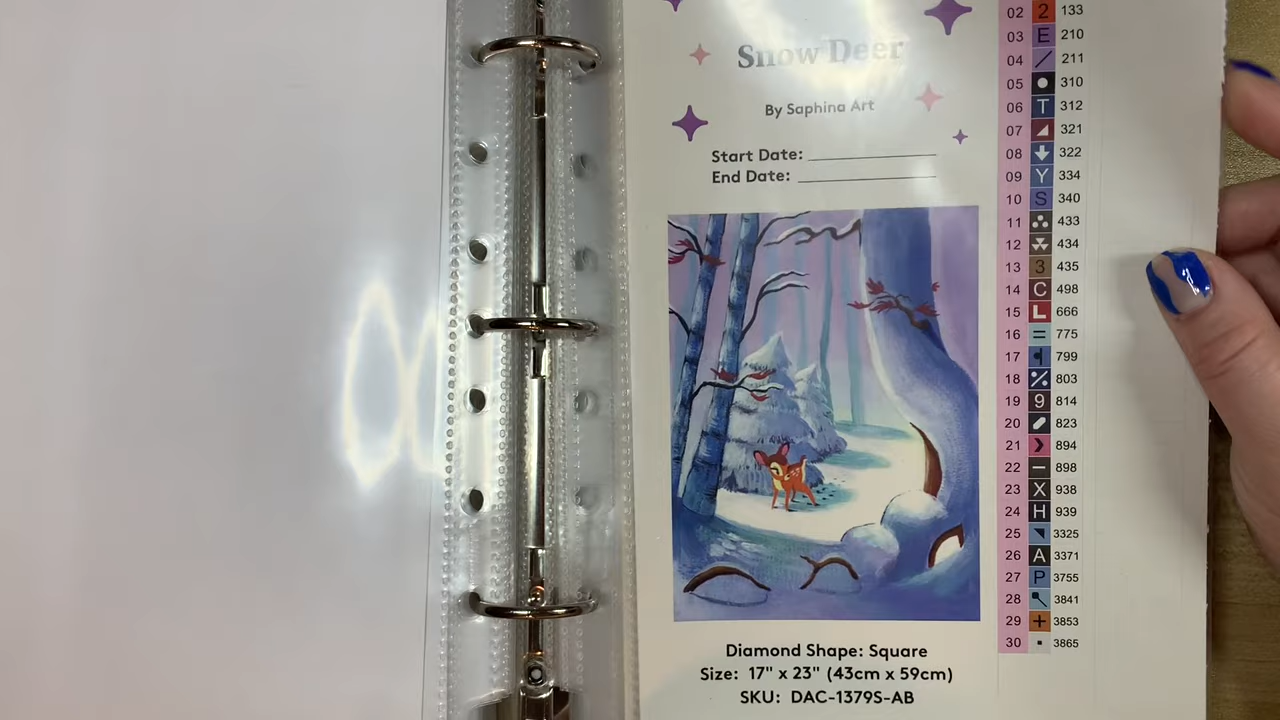 Snow Deer
By Saphina Art
Start Date: ____________
End Date: ____________
Diamond Shape: Square
Size: 17" x 23" (43cm x 59cm)
SKU: DAC-1379S-AB
02 2 133
03 E 210
04 / 211
05 310
06 T 312
07 321
08 322
09 Y 334
10 S 340
11 433
12 434
13 3 435
14 C 498
15 L 666
16 = 775
17 799
18 803
19 9 814
20 823
21 894
22 – 898
23 X 938
24 H 939
25 3325
26 A 3371
27 P 3755
28 3841
29 + 3853
30 3865